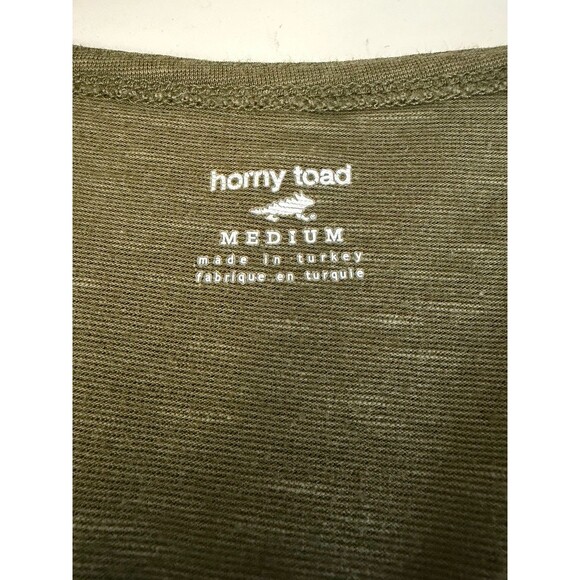 horny toad
MEDIUM
made in turkey
fabrique en turquie